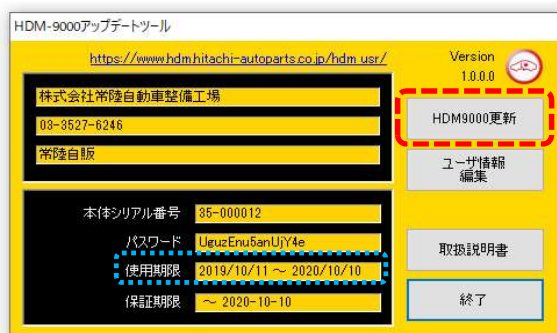 HDM-9000アップデートツール
https://www.hdm.hitachi-autoparts.co.jp/hdm_usr/
Version
1.0.0.0
株式会社常陸自動車整備工場
03-3527-6246
常陸自販
HDM9000更新
ユーザ情報
編集
本体シリアル番号 35-000012
パスワード UguzEnu5anUjY4e
使用期限 2019/10/11 ~ 2020/10/10
保証期限 ~ 2020-10-10
取扱説明書
終了